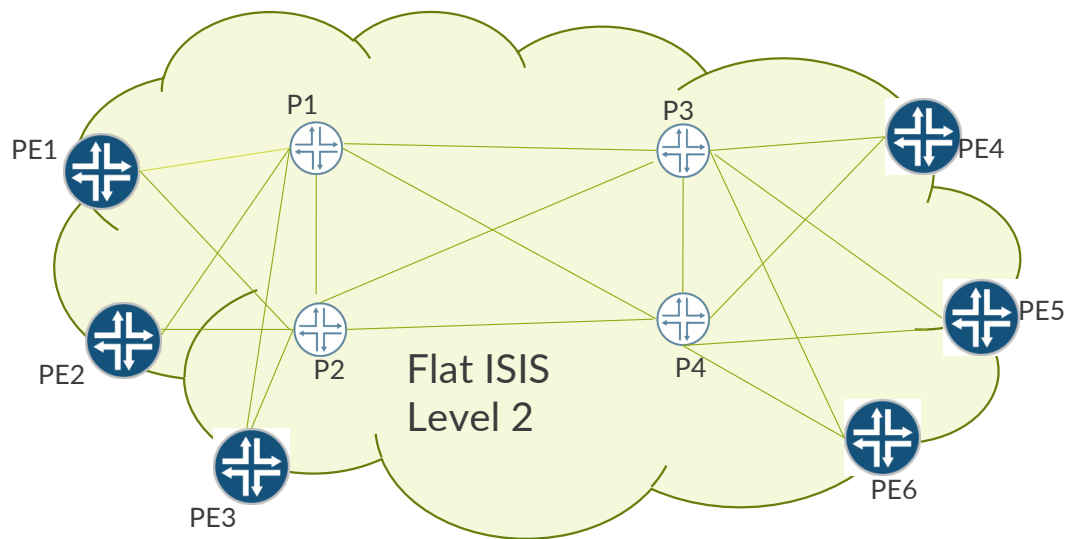 P1
P3
PE1
PE4
PE5
P2
P4
PE2
Flat ISIS
Level 2
PE6
PE3